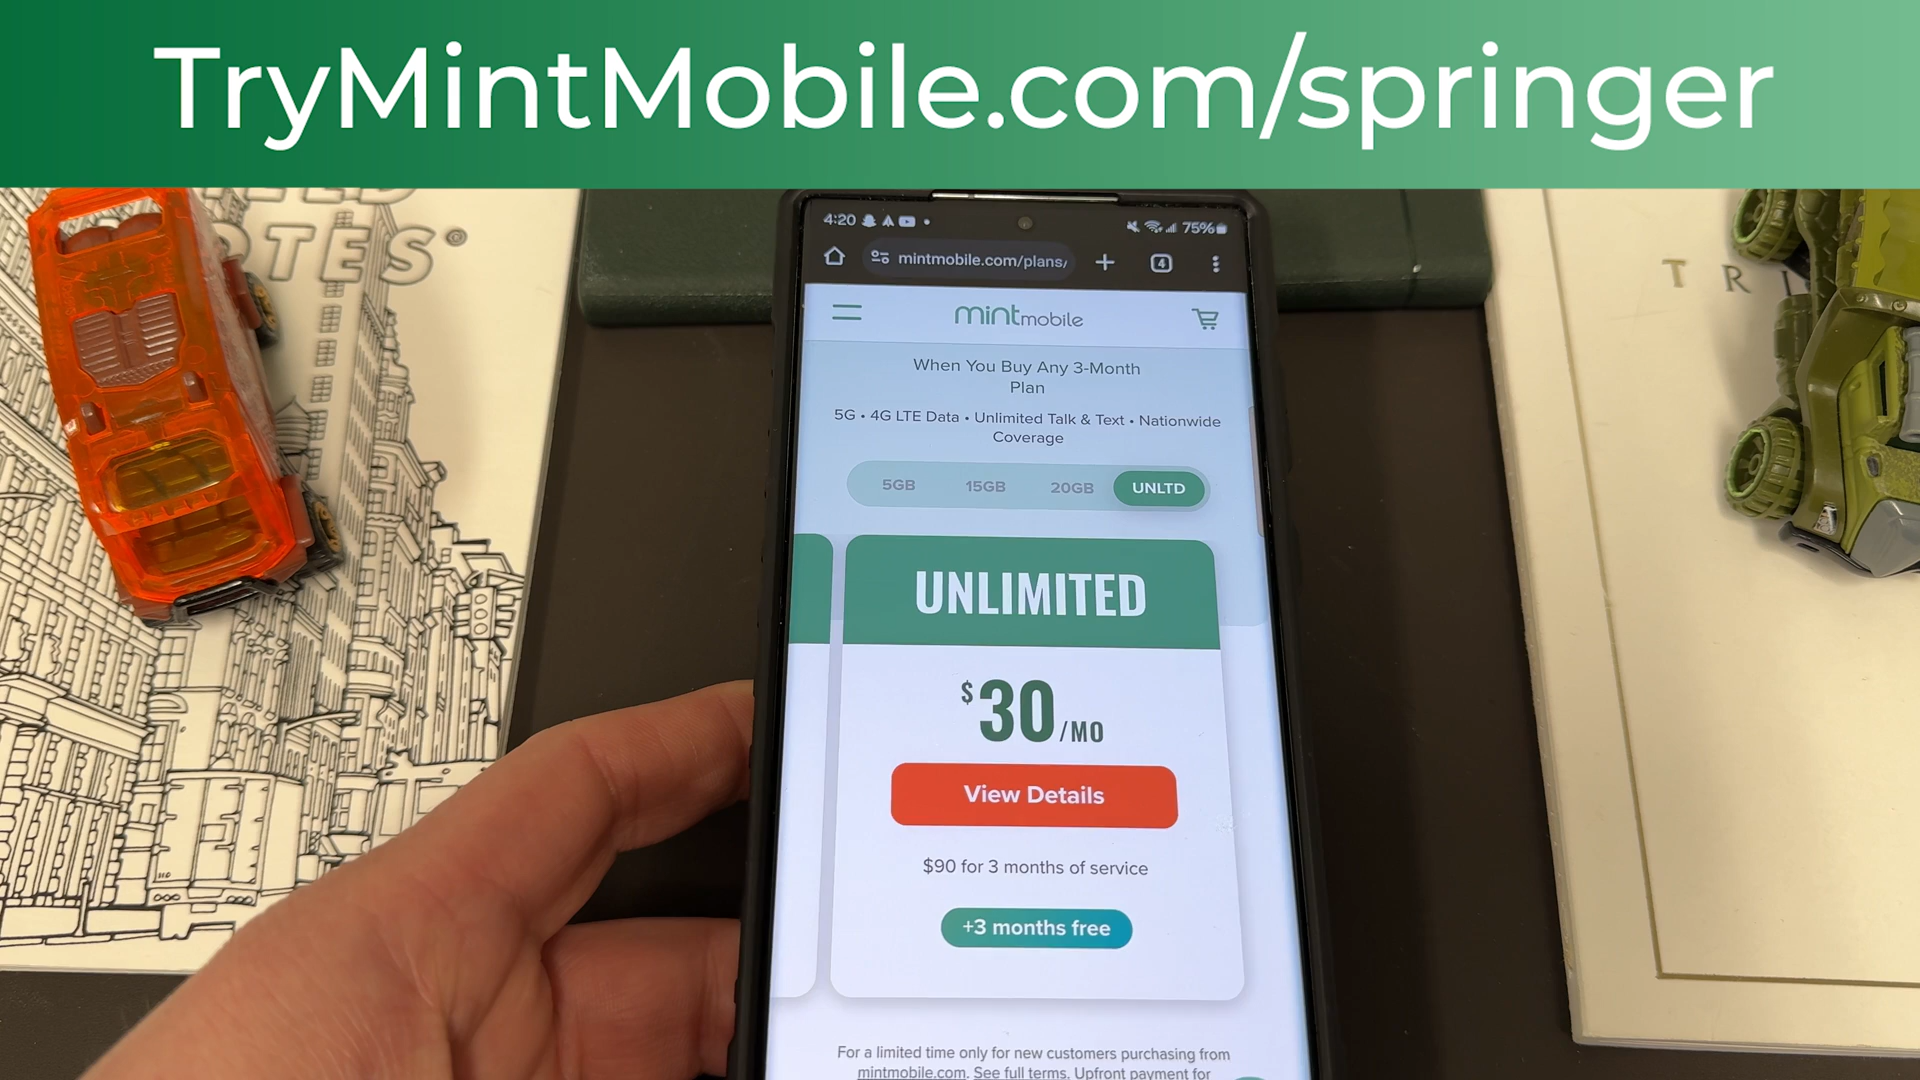 TryMintMobile.com/springer
OTES®
TRI
4:20
75%
mintmobile.com/plans/
4
mintmobile
When You Buy Any 3-Month
Plan
5G • 4G LTE Data • Unlimited Talk & Text • Nationwide
Coverage
5GB 15GB 20GB UNLTD
UNLIMITED
$30/MO
View Details
$90 for 3 months of service
+3 months free
For a limited time only for new customers purchasing from
mintmobile.com. See full terms. Upfront payment for